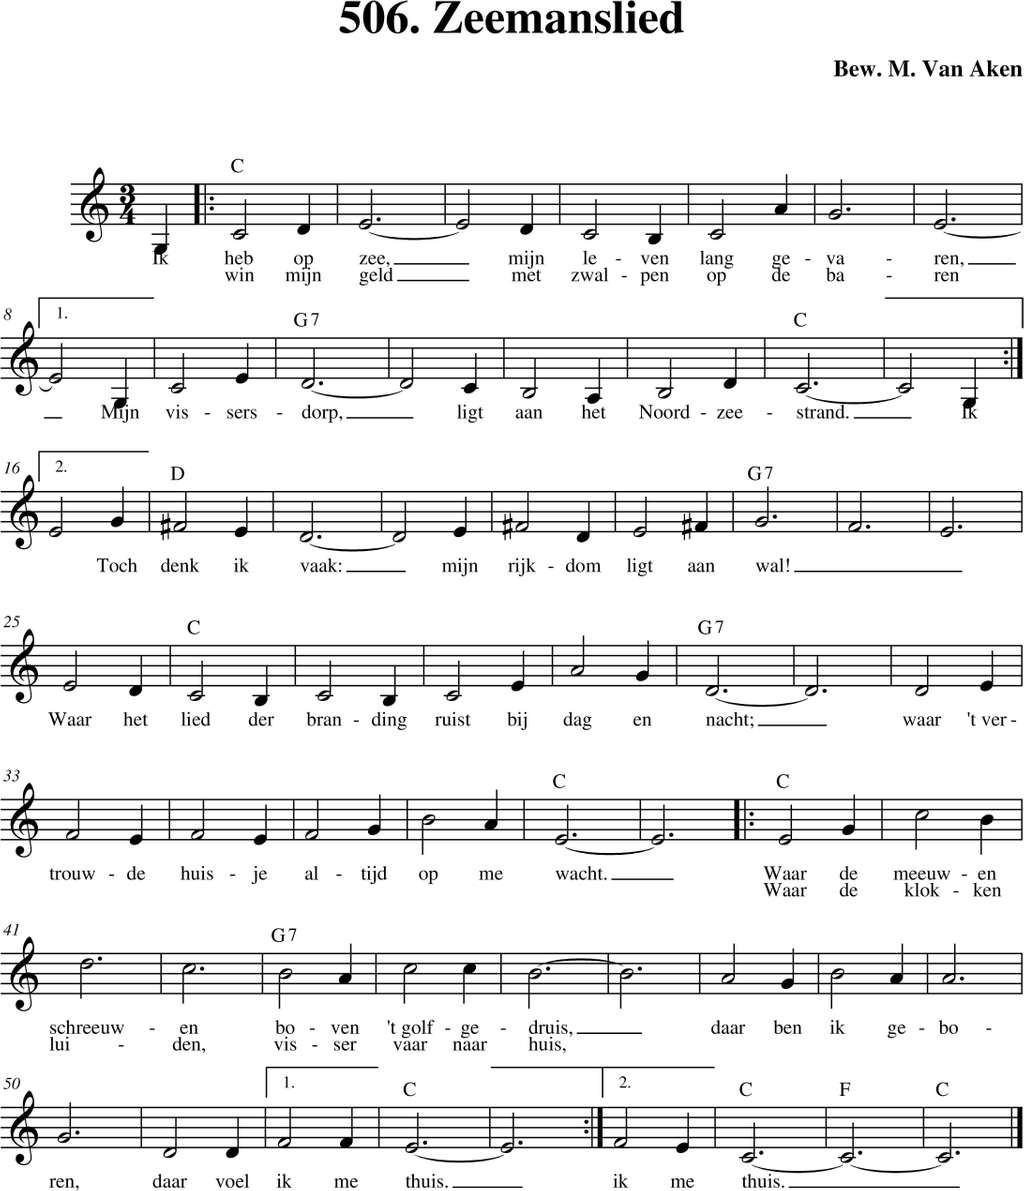 506. Zeemanslied
Bew. M. Van Aken
C
3/4
Ik heb op zee, mijn le - ven lang ge - va - ren,
win mijn geld met zwal - pen op de ba - ren
8 1. G7 C
Mijn vis - sers - dorp, ligt aan het Noord - zee - strand. Ik
16 2. D G7
Toch denk ik vaak: mijn rijk - dom ligt aan wal!
25 C G7
Waar het lied der bran - ding ruist bij dag en nacht; waar 't ver -
33 C C
trouw - de huis - je al - tijd op me wacht. Waar de meeuw - en
Waar de klok - ken
41 G7
schreeuw - en bo - ven 't golf - ge - druis, daar ben ik ge - bo -
lui - den, vis - ser vaar naar huis,
50 1. C 2. C F C
ren, daar voel ik me thuis. ik me thuis.